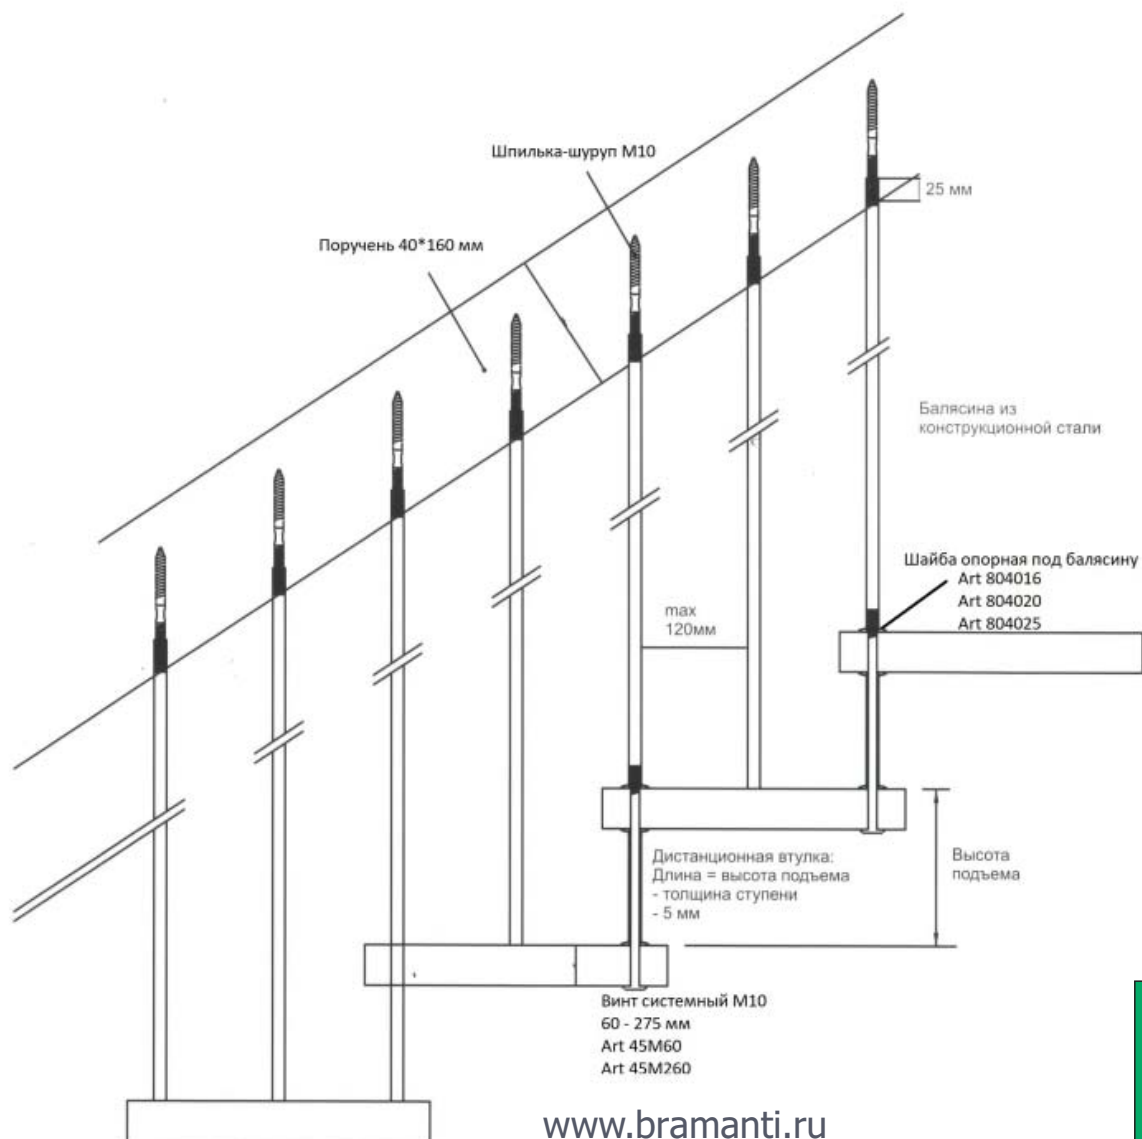 Шпилька-шуруп М10
25 мм
Поручень 40*160 мм
Балясина из
конструкционной стали
Шайба опорная под балясину
Art 804016
Art 804020
Art 804025
max
120мм
Дистанционная втулка:
Длина = высота подъема
- толщина ступени
- 5 мм
Высота
подъема
Винт системный М10
60 - 275 мм
Art 45M60
Art 45M260
www.bramanti.ru